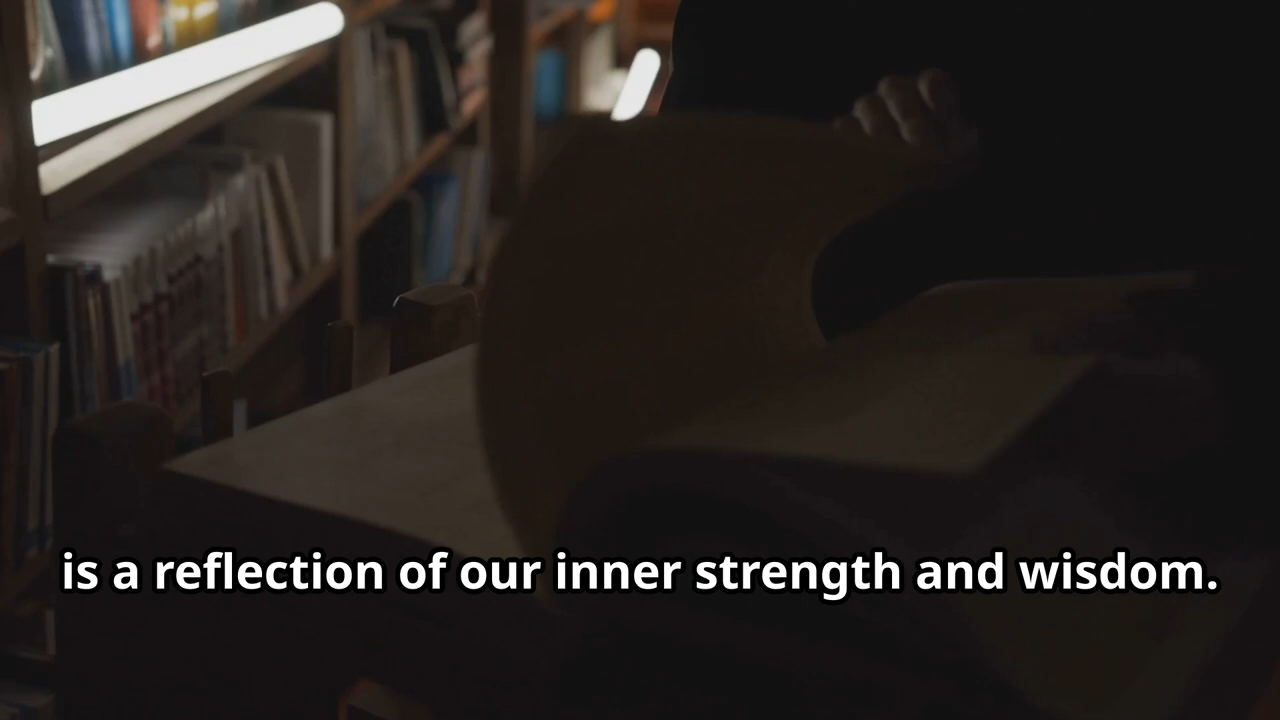 is a reflection of our inner strength and wisdom.